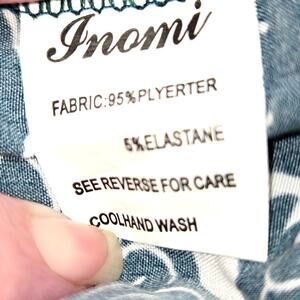 Inomi
FABRIC:95%PLYERTER
5%ELASTANE
SEE REVERSE FOR CARE
COOLHAND WASH